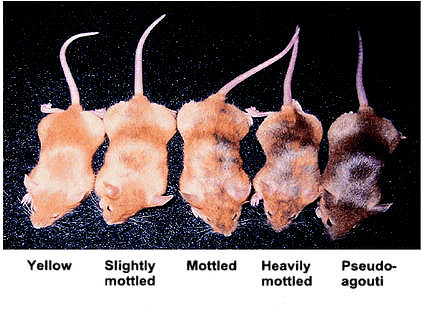 Yellow
Slightly
mottled
Mottled
Heavily
mottled
Pseudo-
agouti